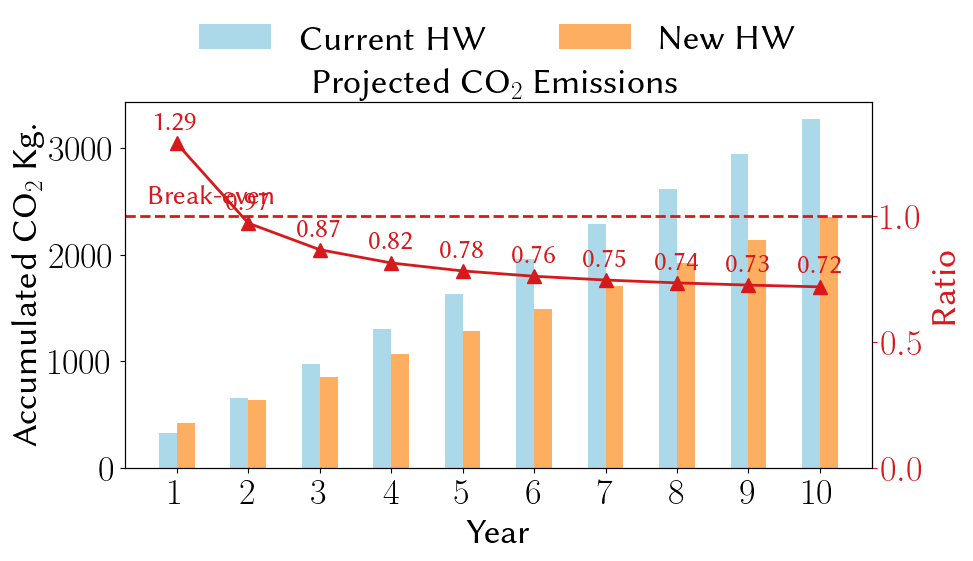 Current HW New HW
Projected CO₂ Emissions
Accumulated CO₂ Kg.
3000
2000
1000
0
1.29
Break-even
0.97
0.87
0.82
0.78
0.76
0.75
0.74
0.73
0.72
1.0
0.5
0.0
Ratio
1 2 3 4 5 6 7 8 9 10
Year